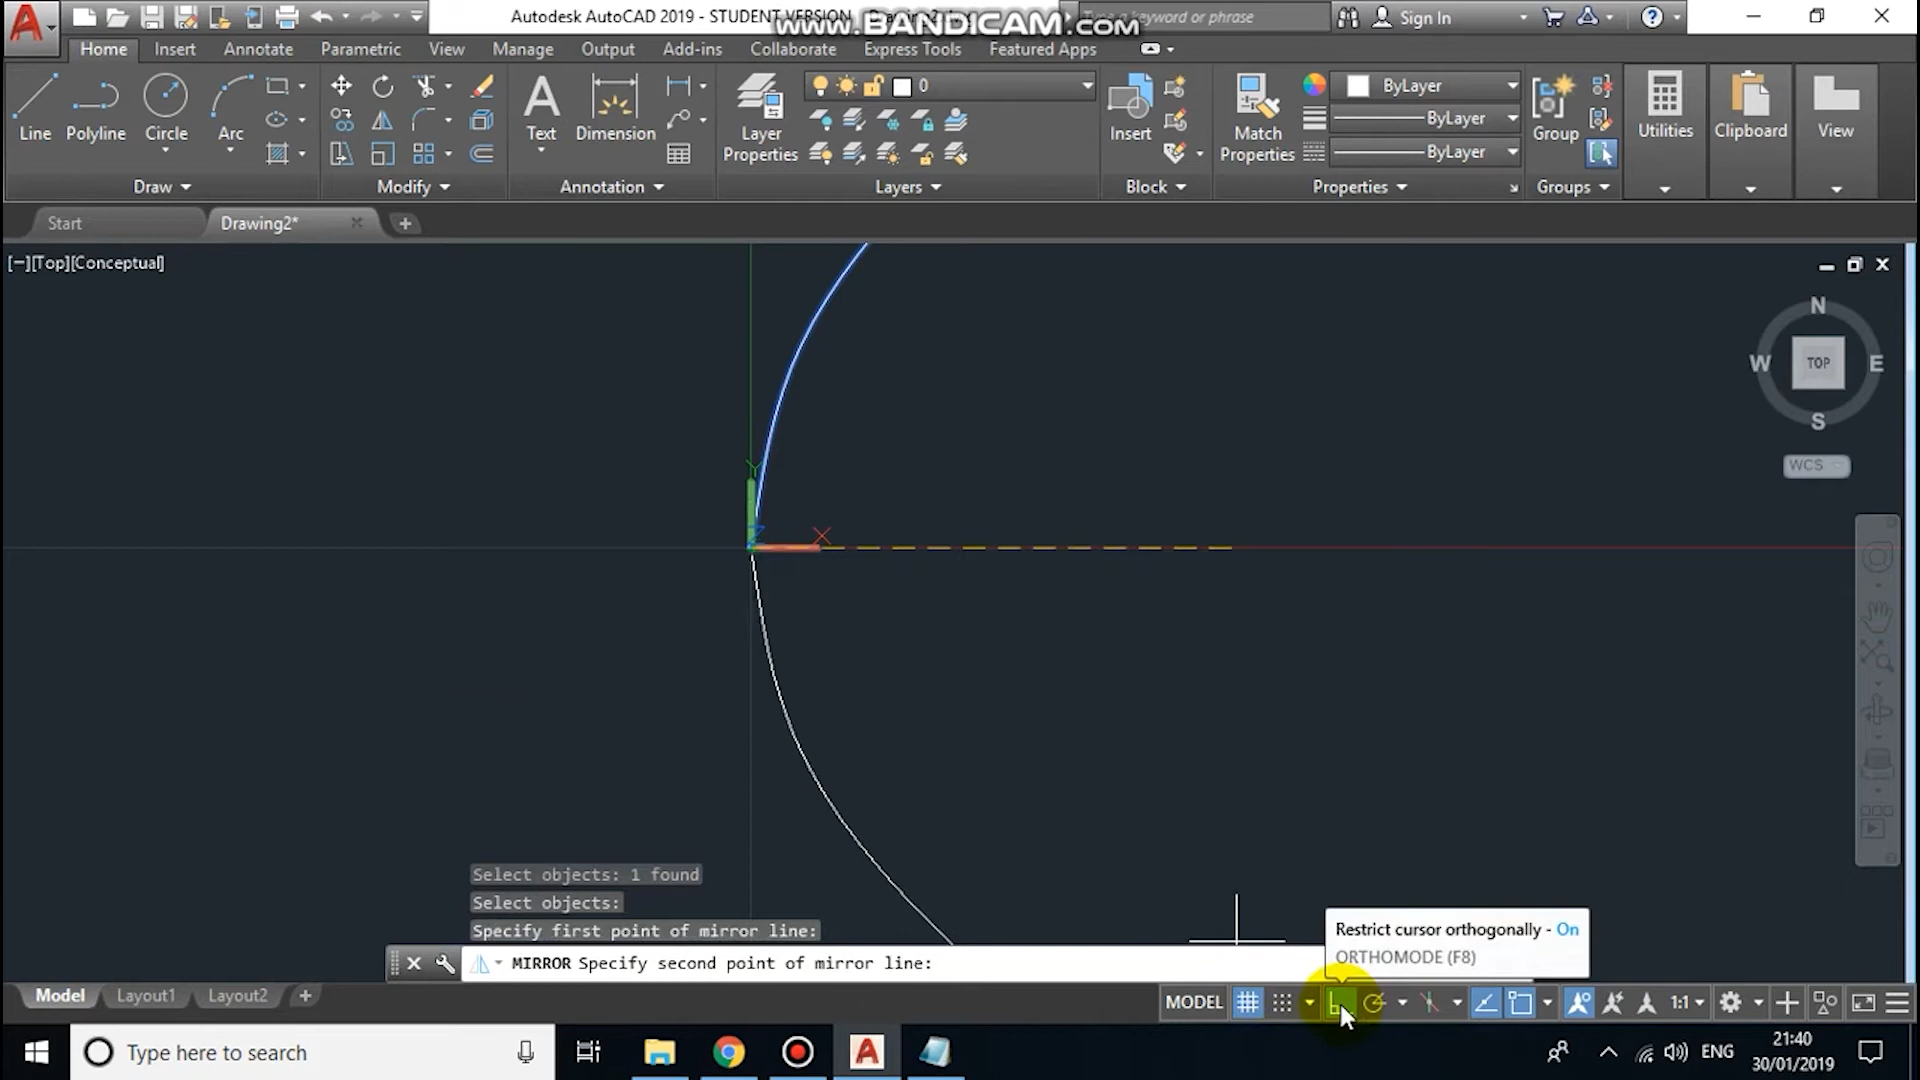 Autodesk AutoCAD 2019 - STUDENT VERSION
www.BANDICAM.com
Type a keyword or phrase
Sign In
Home
Insert
Annotate
Parametric
View
Manage
Output
Add-ins
Collaborate
Express Tools
Featured Apps
0
ByLayer
ByLayer
ByLayer
Line
Polyline
Circle
Arc
Text
Dimension
Layer
Properties
Insert
Match
Properties
Group
Utilities
Clipboard
View
Draw
Modify
Annotation
Layers
Block
Properties
Groups
Start
Drawing2*
[−][Top][Conceptual]
N
W
TOP
E
S
WCS
Y
Z
X
Select objects: 1 found
Select objects:
Specify first point of mirror line:
MIRROR Specify second point of mirror line:
Restrict cursor orthogonally - On
ORTHOMODE (F8)
Model
Layout1
Layout2
MODEL
1:1
Type here to search
ENG
21:40
30/01/2019